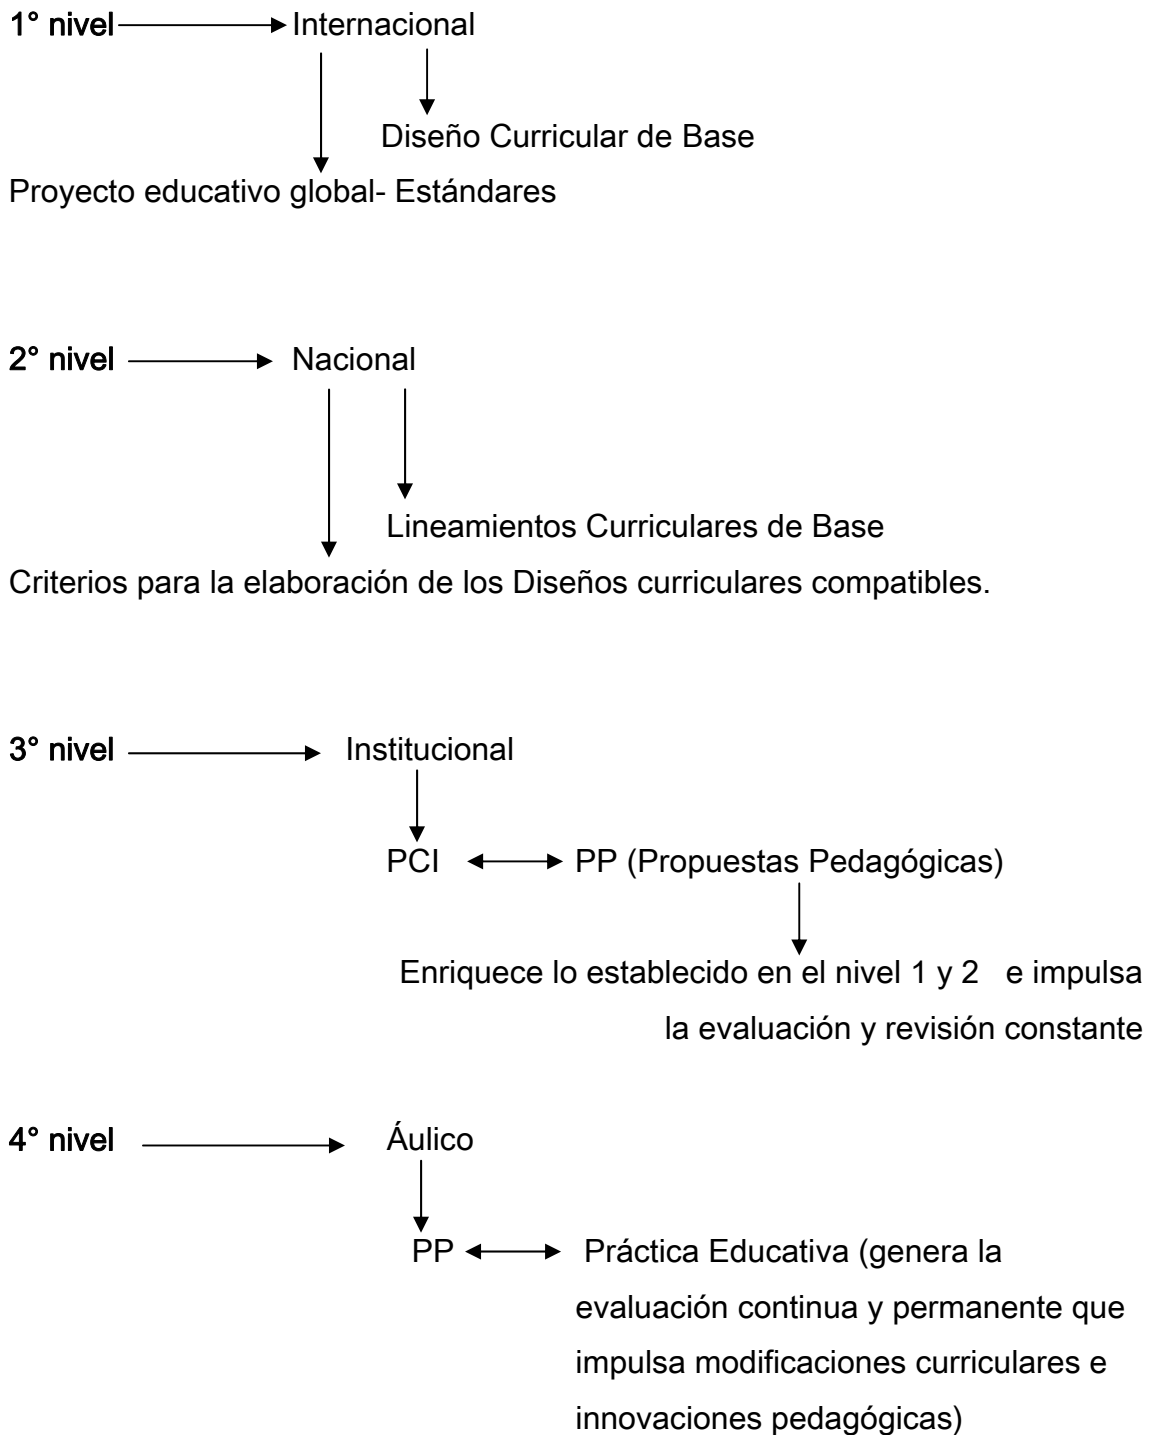 1° nivel Internacional
Diseño Curricular de Base
Proyecto educativo global- Estándares
2° nivel Nacional
Lineamientos Curriculares de Base
Criterios para la elaboración de los Diseños curriculares compatibles.
3° nivel Institucional
PCI PP (Propuestas Pedagógicas)
Enriquece lo establecido en el nivel 1 y 2 e impulsa
la evaluación y revisión constante
4° nivel Áulico
PP Práctica Educativa (genera la
evaluación continua y permanente que
impulsa modificaciones curriculares e
innovaciones pedagógicas)